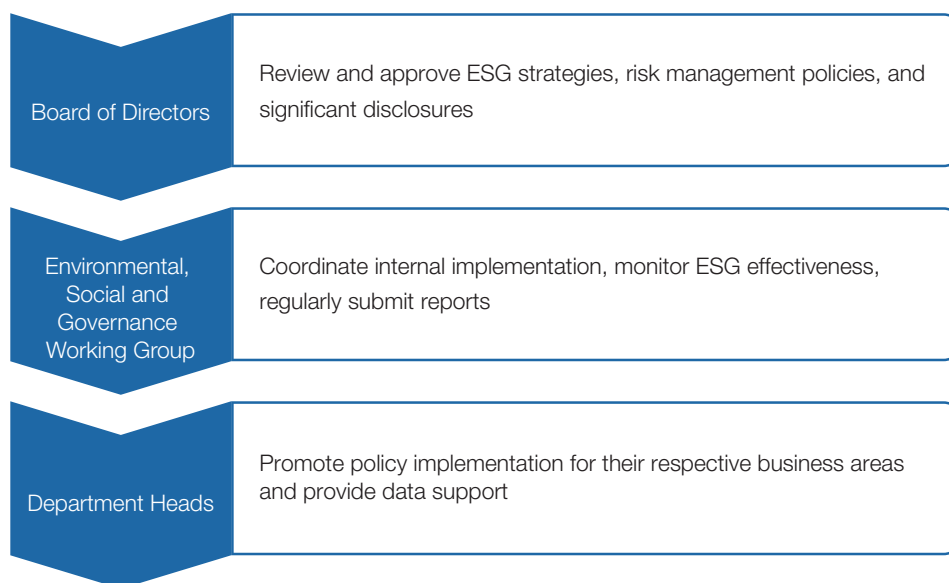 Board of Directors
Review and approve ESG strategies, risk management policies, and
significant disclosures
Environmental,
Social and
Governance
Working Group
Coordinate internal implementation, monitor ESG effectiveness,
regularly submit reports
Department Heads
Promote policy implementation for their respective business areas
and provide data support